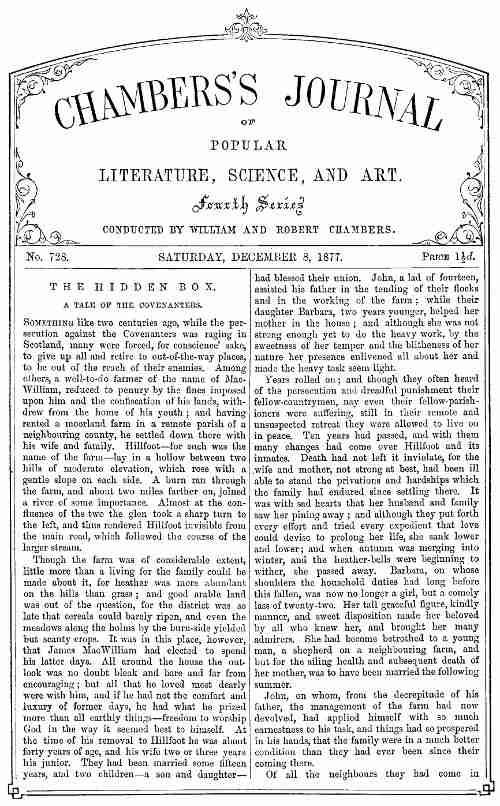 CHAMBERS'S JOURNAL
OF
POPULAR
LITERATURE, SCIENCE, AND ART.
Fourth Series
CONDUCTED BY WILLIAM AND ROBERT CHAMBERS.
No. 728.
SATURDAY, DECEMBER 8, 1877.
PRICE 1½d.
THE HIDDEN BOX.
A TALE OF THE COVENANTERS.
SOMETHING like two centuries ago, while the per-
secution against the Covenanters was raging in
Scotland, many were forced, for conscience' sake,
to give up all and retire to out-of-the-way places,
to be out of the reach of their enemies. Among
others, a well-to-do farmer of the name of Mac-
William, reduced to penury by the fines imposed
upon him and the confiscation of his lands, with-
drew from the home of his youth; and having
rented a moorland farm in a remote parish of a
neighbouring county, he settled down there with
his wife and family. Hillfoot—for such was the
name of the farm—lay in a hollow between two
hills of moderate elevation, which rose with a
gentle slope on each side. A burn ran through
the farm, and about two miles farther on, joined
a river of some importance. Almost at the con-
fluence of the two the glen took a sharp turn to
the left, and thus rendered Hillfoot invisible from
the main road, which followed the course of the
larger stream.
Though the farm was of considerable extent,
little more than a living for the family could be
made about it, for heather was more abundant
on the hills than grass; and good arable land
was out of the question, for the district was so
late that cereals could barely ripen, and even the
meadows along the holms by the burn-side yielded
but scanty crops. It was in this place, however,
that James MacWilliam had elected to spend
his latter days. All around the house the out-
look was no doubt bleak and bare and far from
encouraging; but all that he loved most dearly
were with him, and if he had not the comfort and
luxury of former days, he had what he prized
more than all earthly things—freedom to worship
God in the way it seemed best to himself. At
the time of his removal to Hillfoot he was about
forty years of age, and his wife two or three years
his junior. They had been married some fifteen
years, and two children—a son and daughter—
had blessed their union. John, a lad of fourteen,
assisted his father in the tending of their flocks
and in the working of the farm; while their
daughter Barbara, two years younger, helped her
mother in the house; and although she was not
strong enough yet to do the heavy work, by the
sweetness of her temper and the blitheness of her
nature her presence enlivened all about her and
made the heavy task seem light.
Years rolled on; and though they often heard
of the persecution and dreadful punishment their
fellow-countrymen, nay even their fellow-parish-
ioners were suffering, still in their remote and
unsuspected retreat they were allowed to live on
in peace. Ten years had passed, and with them
many changes had come over Hillfoot and its
inmates. Death had not left it inviolate, for the
wife and mother, not strong at best, had been ill
able to stand the privations and hardships which
the family had endured since settling there. It
was with sad hearts that her husband and family
saw her pining away; and although they put forth
every effort and tried every expedient that love
could devise to prolong her life, she sank lower
and lower; and when autumn was merging into
winter, and the heather-bells were beginning to
wither, she passed away. Barbara, on whose
shoulders the household duties had long before
this fallen, was now no longer a girl, but a comely
lass of twenty-two. Her tall graceful figure, kindly
manner, and sweet disposition made her beloved
by all who knew her, and brought her many
admirers. She had become betrothed to a young
man, a shepherd on a neighbouring farm, and
but for the ailing health and subsequent death of
her mother, was to have been married the following
summer.
John, on whom, from the decrepitude of his
father, the management of the farm had now
devolved, had applied himself with so much
earnestness to his task, and things had so prospered
in his hands, that the family were in a much better
condition than they had ever been since their
coming there.
Of all the neighbours they had come in